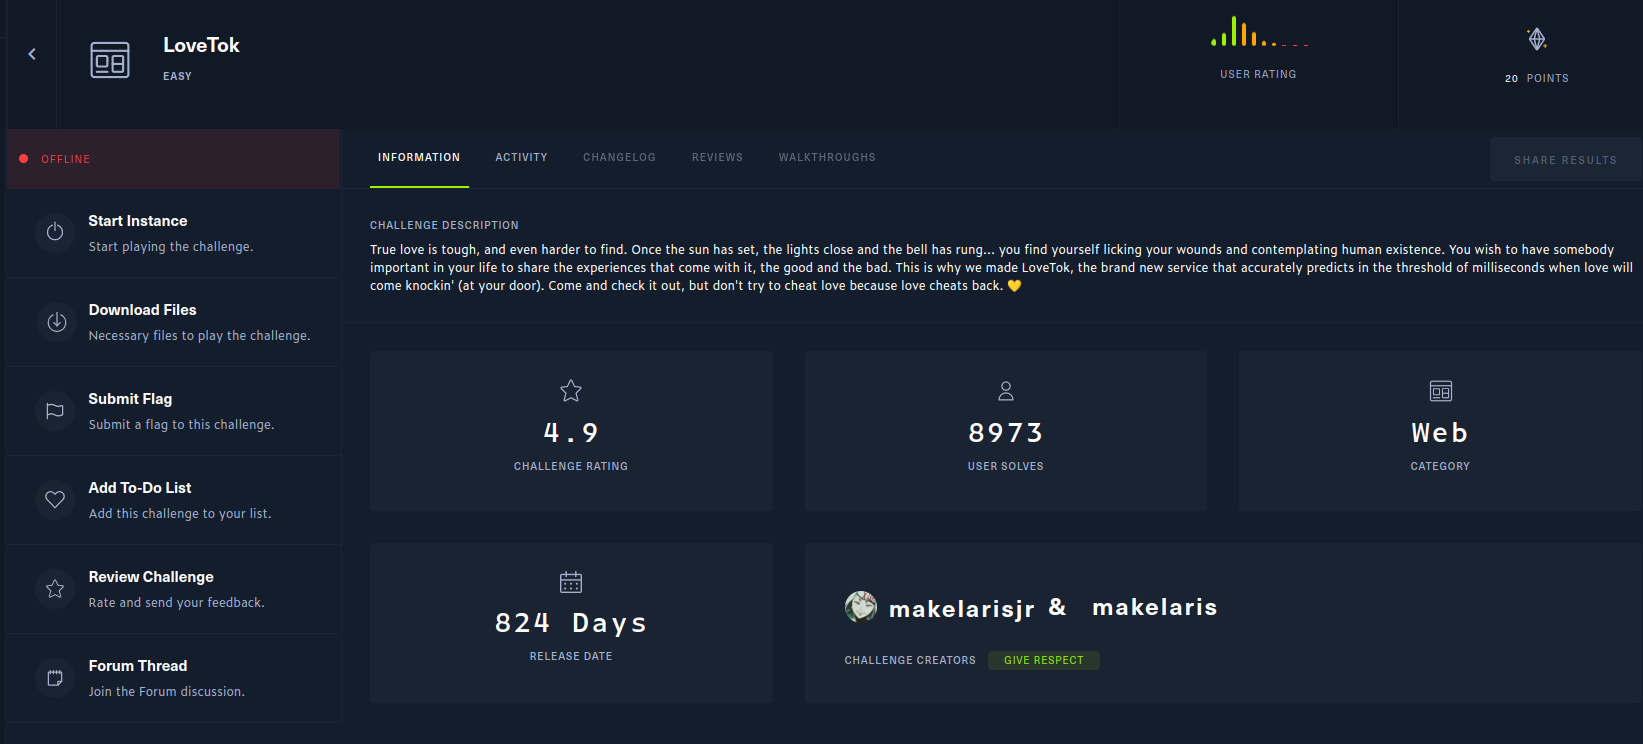 LoveTok
EASY
USER RATING
20 POINTS
OFFLINE
INFORMATION
ACTIVITY
CHANGELOG
REVIEWS
WALKTHROUGHS
SHARE RESULTS
Start Instance
Start playing the challenge.
Download Files
Necessary files to play the challenge.
Submit Flag
Submit a flag to this challenge.
Add To-Do List
Add this challenge to your list.
Review Challenge
Rate and send your feedback.
Forum Thread
Join the Forum discussion.
CHALLENGE DESCRIPTION
True love is tough, and even harder to find. Once the sun has set, the lights close and the bell has rung... you find yourself licking your wounds and contemplating human existence. You wish to have somebody
important in your life to share the experiences that come with it, the good and the bad. This is why we made LoveTok, the brand new service that accurately predicts in the threshold of milliseconds when love will
come knockin' (at your door). Come and check it out, but don't try to cheat love because love cheats back. 💛
4.9
CHALLENGE RATING
8973
USER SOLVES
Web
CATEGORY
824 Days
RELEASE DATE
makelarisjr & makelaris
CHALLENGE CREATORS
GIVE RESPECT